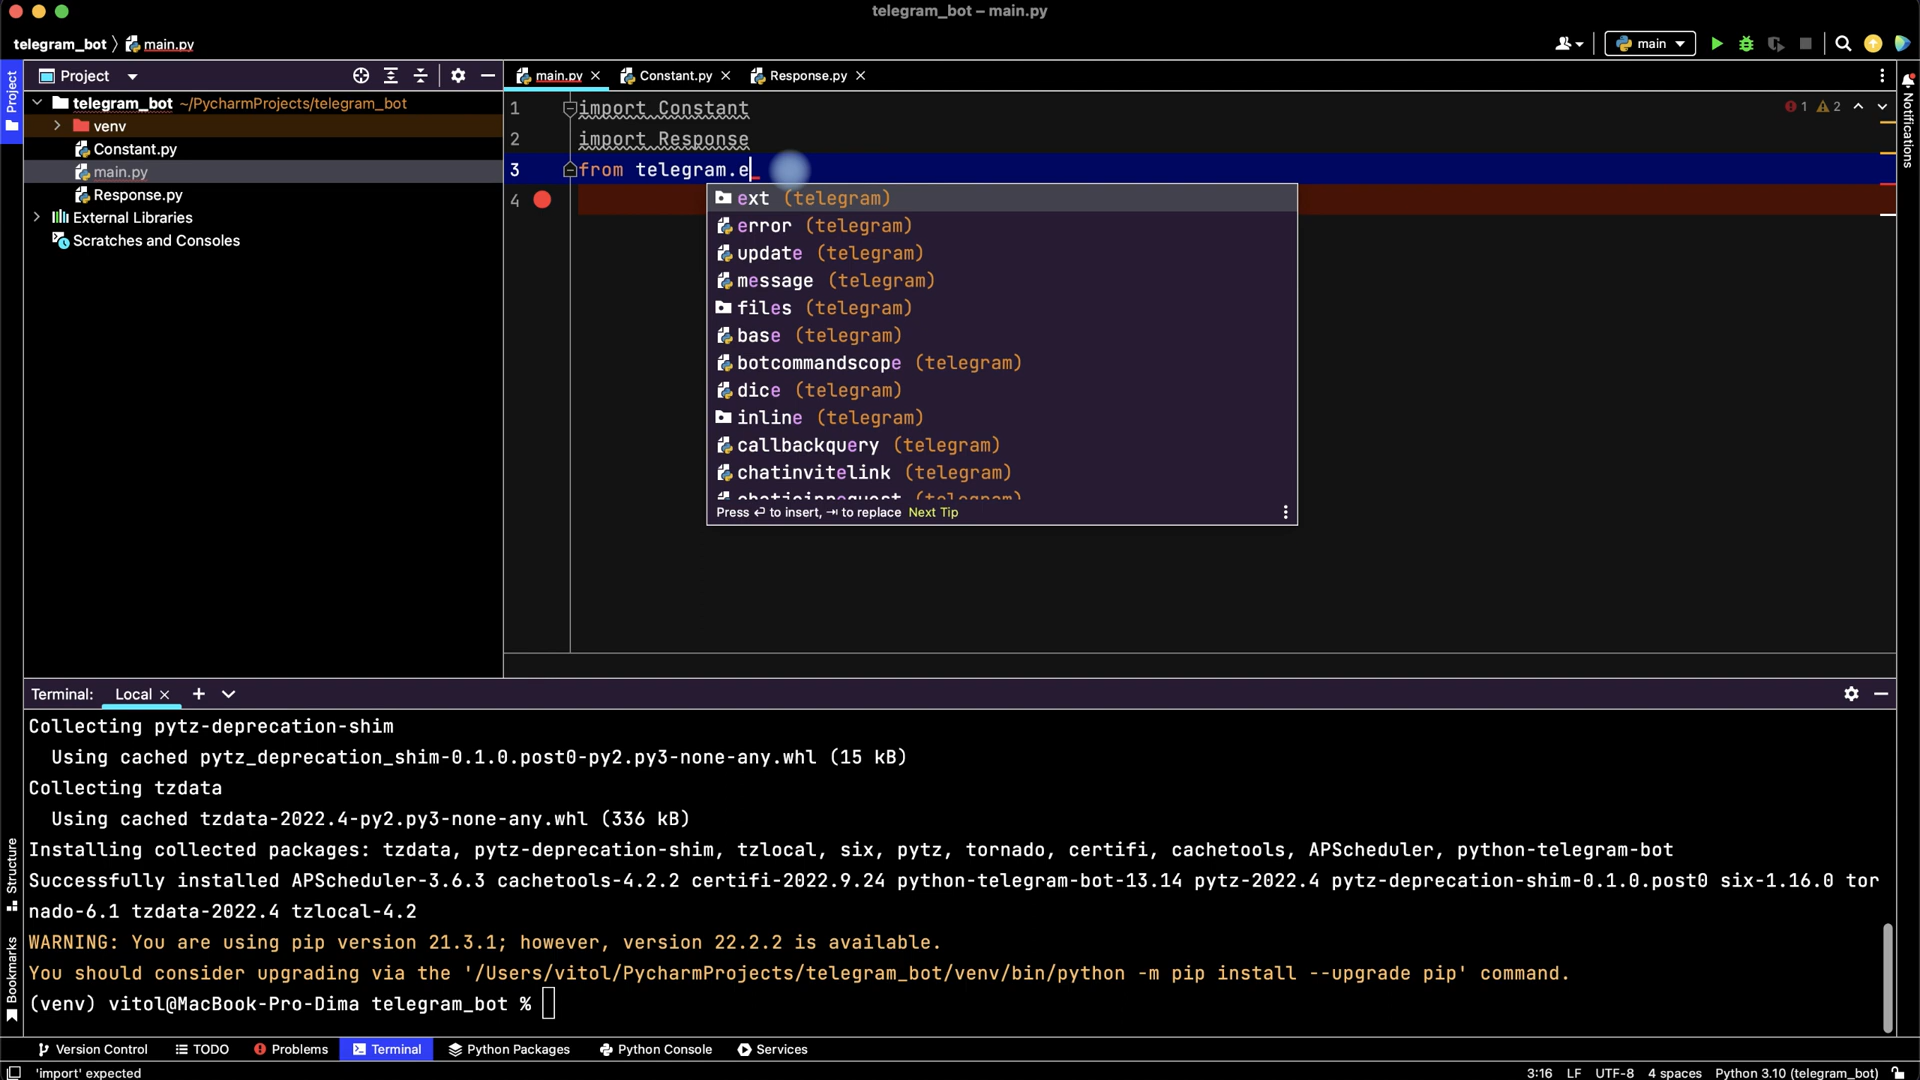 telegram_bot – main.py
telegram_bot 〉 main.py
main
Project
Project
main.py
Constant.py
Response.py
Notifications
telegram_bot ~/PycharmProjects/telegram_bot
venv
Constant.py
main.py
Response.py
External Libraries
Scratches and Consoles
1 import Constant
1 2
2 import Response
3 from telegram.e
4
ext (telegram)
error (telegram)
update (telegram)
message (telegram)
files (telegram)
base (telegram)
botcommandscope (telegram)
dice (telegram)
inline (telegram)
callbackquery (telegram)
chatinvitelink (telegram)
chatjoinrequest (telegram)
Press ⏎ to insert, ⇥ to replace Next Tip
Terminal: Local
Collecting pytz-deprecation-shim
Using cached pytz_deprecation_shim-0.1.0.post0-py2.py3-none-any.whl (15 kB)
Collecting tzdata
Using cached tzdata-2022.4-py2.py3-none-any.whl (336 kB)
Installing collected packages: tzdata, pytz-deprecation-shim, tzlocal, six, pytz, tornado, certifi, cachetools, APScheduler, python-telegram-bot
Successfully installed APScheduler-3.6.3 cachetools-4.2.2 certifi-2022.9.24 python-telegram-bot-13.14 pytz-2022.4 pytz-deprecation-shim-0.1.0.post0 six-1.16.0 tor
nado-6.1 tzdata-2022.4 tzlocal-4.2
WARNING: You are using pip version 21.3.1; however, version 22.2.2 is available.
You should consider upgrading via the '/Users/vitol/PycharmProjects/telegram_bot/venv/bin/python -m pip install --upgrade pip' command.
(venv) vitol@MacBook-Pro-Dima telegram_bot %
Structure
Bookmarks
Version Control
TODO
Problems
Terminal
Python Packages
Python Console
Services
'import' expected
3:16 LF UTF-8 4 spaces Python 3.10 (telegram_bot)